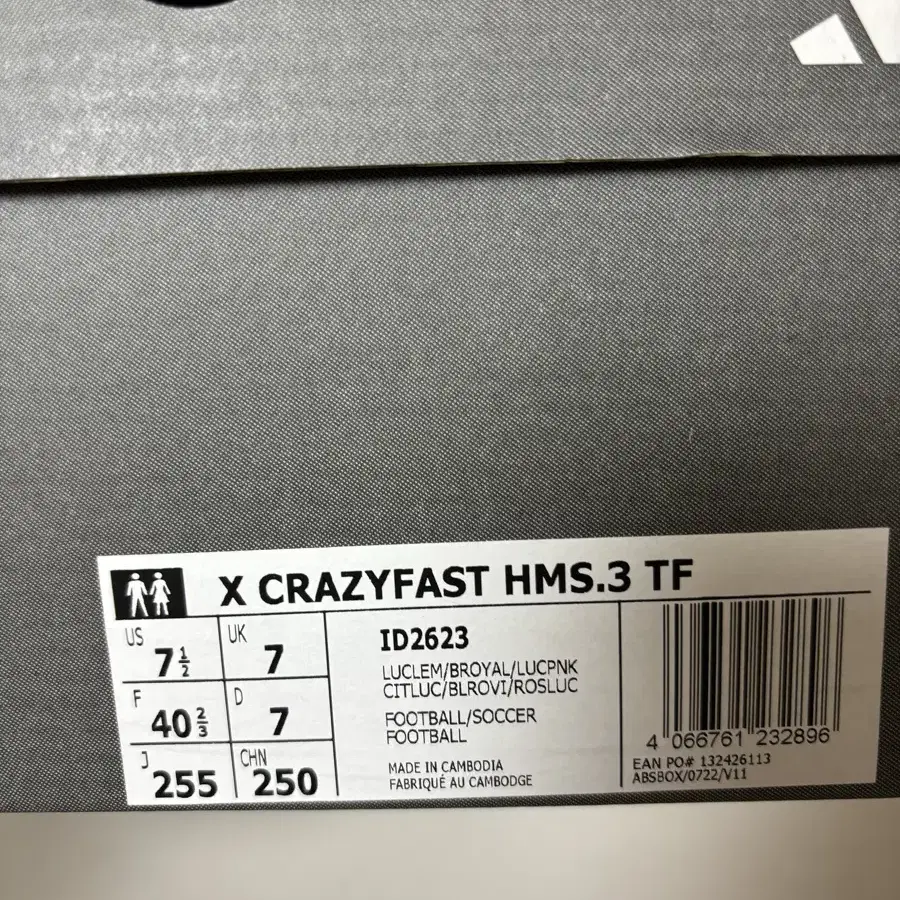 X CRAZYFAST HMS.3 TF
US 7½
UK 7
F 40⅔
D 7
J 255
CHN 250
ID2623
LUCLEM/BROYAL/LUCPNK
CITLUC/BLROVI/ROSLUC
FOOTBALL/SOCCER
FOOTBALL
MADE IN CAMBODIA
FABRIQUÉ AU CAMBODGE
4 066761 232896
EAN PO# 132426113
ABSBOX/0722/V11